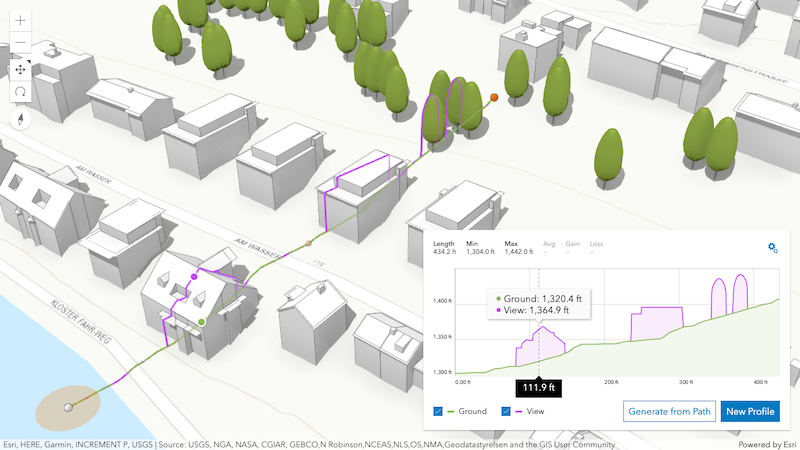 AM WASSER
AM WASSER
118
KLOSTER FAHR-WEG
Length Min Max Avg Gain Loss
434.2 ft 1,304.0 ft 1,442.0 ft – – –
1,400 ft
1,350 ft
1,300 ft
Ground: 1,320.4 ft
View: 1,364.9 ft
0.00 ft 200 ft 300 ft 400 ft
111.9 ft
Ground View
Generate from Path New Profile
Esri, HERE, Garmin, INCREMENT P, USGS | Source: USGS, NGA, NASA, CGIAR, GEBCO,N Robinson,NCEAS,NLS,OS,NMA,Geodatastyrelsen and the GIS User Community
Powered by Esri